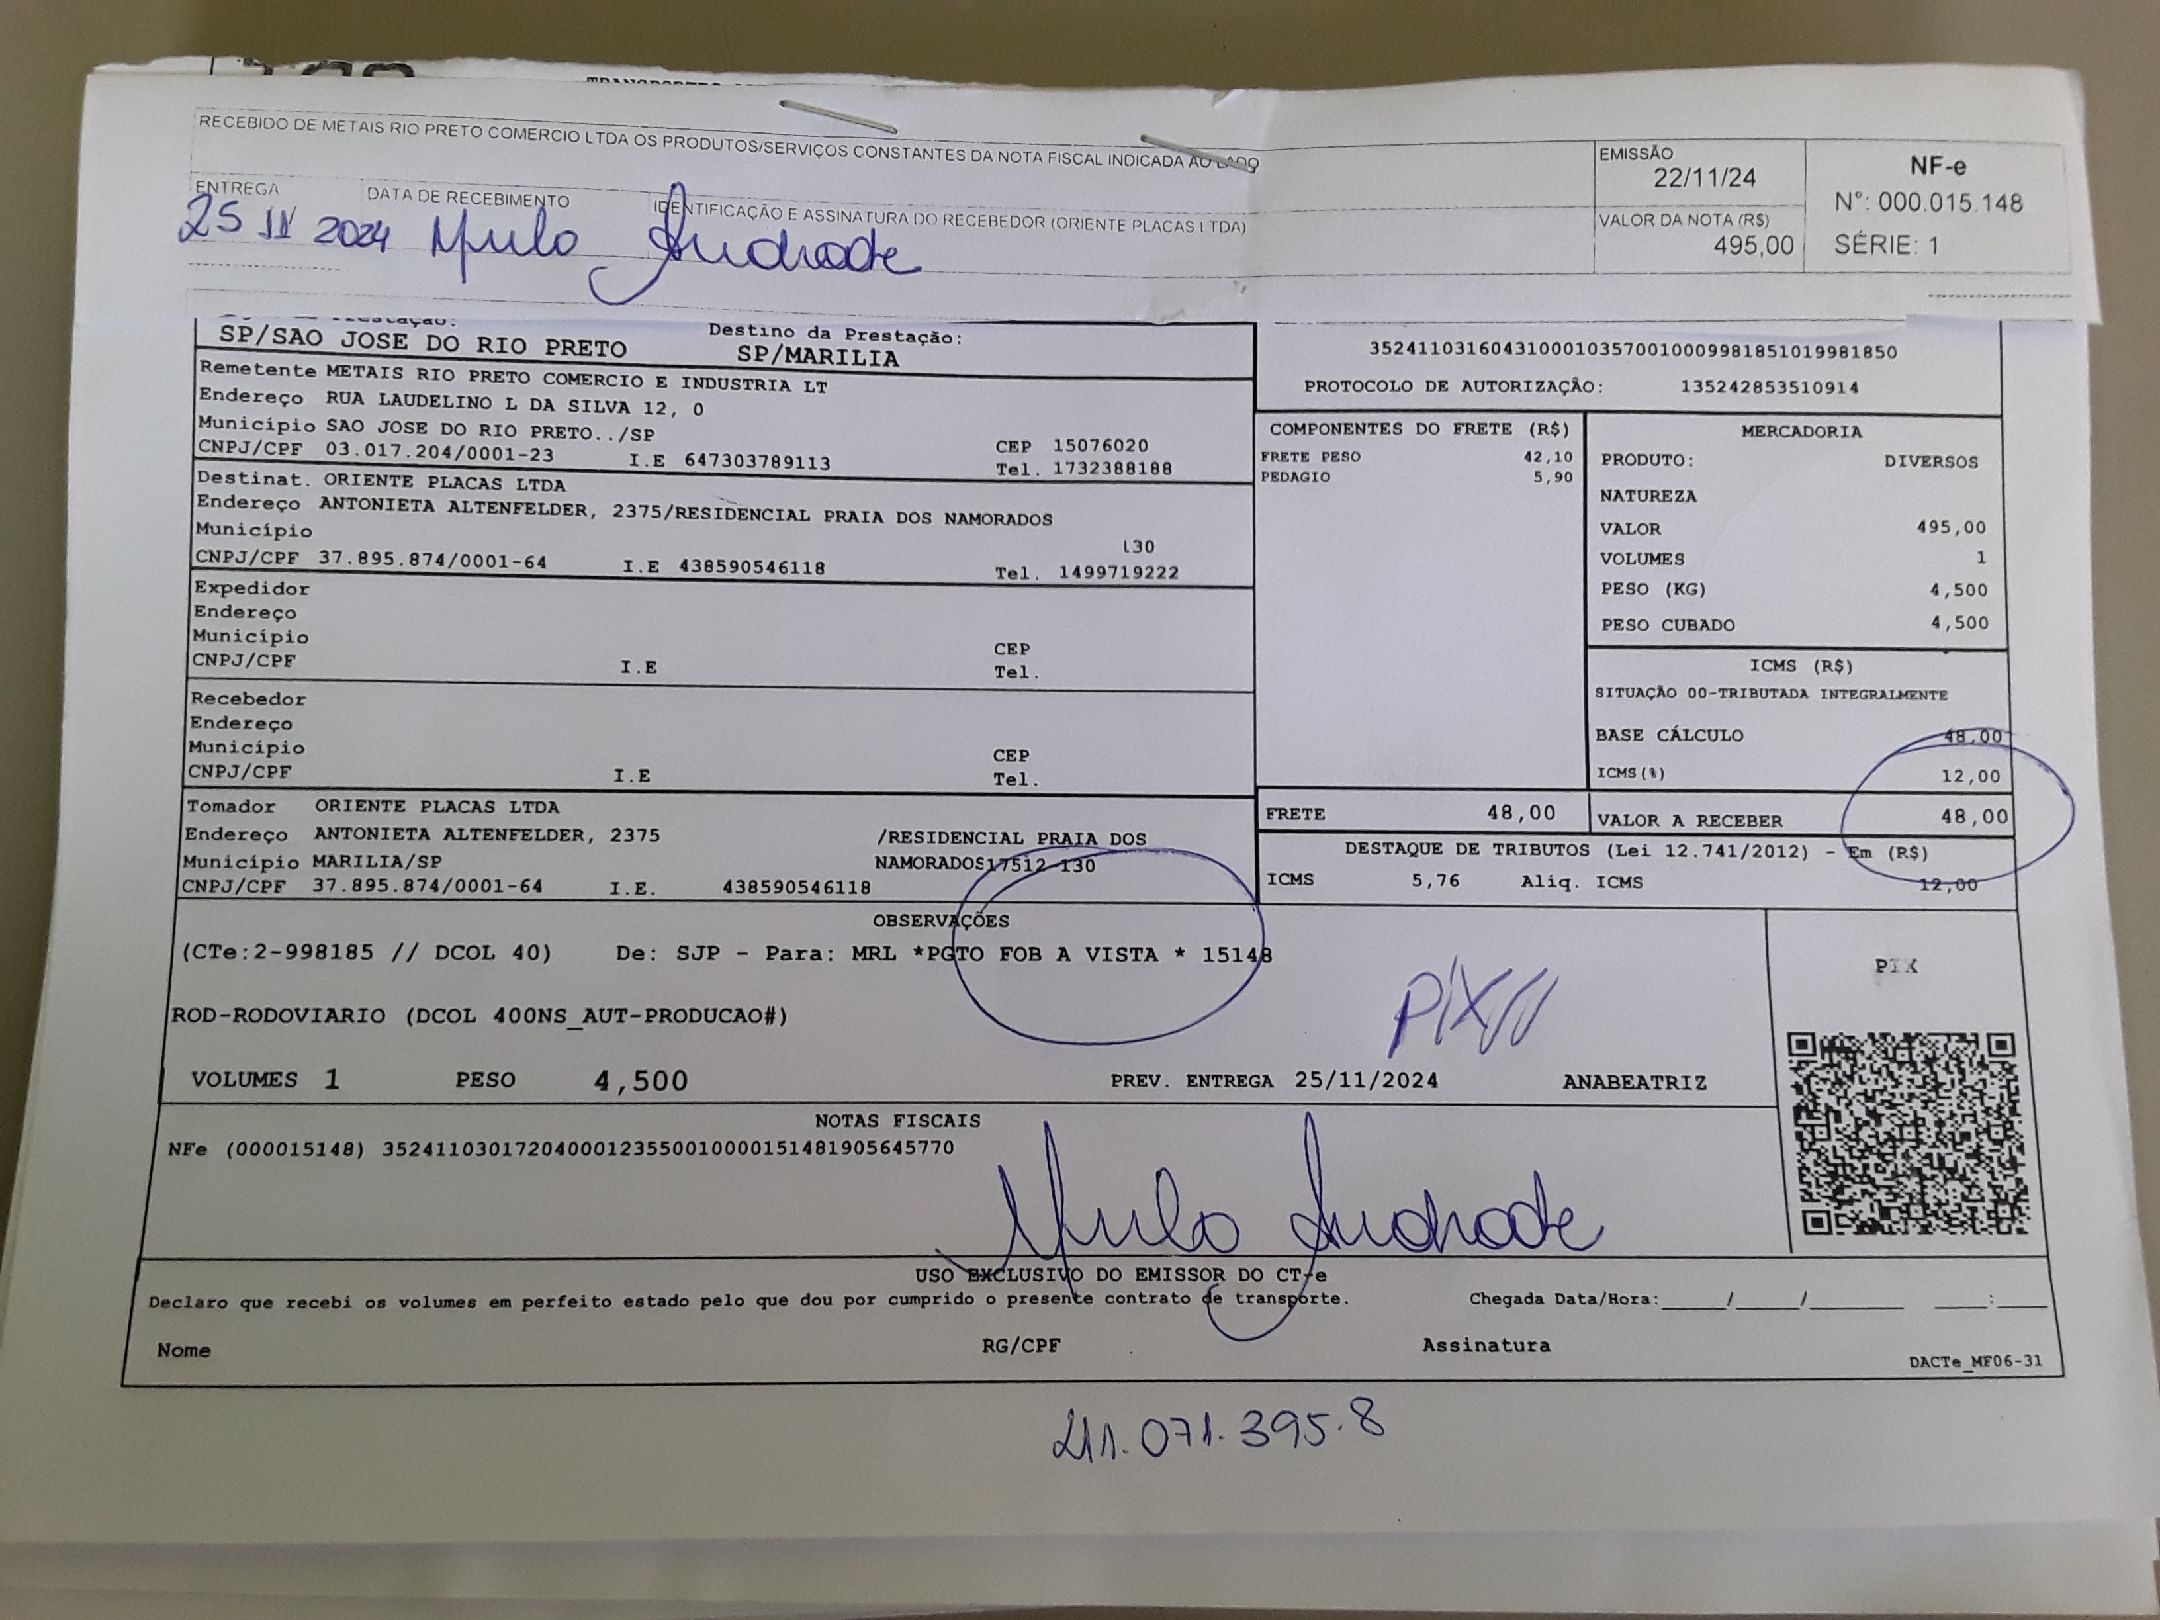 RECEBIDO DE METAIS RIO PRETO COMERCIO LTDA OS PRODUTOS/SERVIÇOS CONSTANTES DA NOTA FISCAL INDICADA AO LADO
EMISSÃO
22/11/24
NF-e
N°: 000.015.148
SÉRIE: 1
VALOR DA NOTA (R$)
495,00
ENTREGA DATA DE RECEBIMENTO IDENTIFICAÇÃO E ASSINATURA DO RECEBEDOR (ORIENTE PLACAS LTDA)
25 11 2024 Murilo Andrade
Destino da Prestação:
SP/SAO JOSE DO RIO PRETO SP/MARILIA
Remetente METAIS RIO PRETO COMERCIO E INDUSTRIA LT
Endereço RUA LAUDELINO L DA SILVA 12, 0
Município SAO JOSE DO RIO PRETO../SP CEP 15076020
CNPJ/CPF 03.017.204/0001-23 I.E 647303789113 Tel. 1732388188
Destinat. ORIENTE PLACAS LTDA
Endereço ANTONIETA ALTENFELDER, 2375/RESIDENCIAL PRAIA DOS NAMORADOS
Município 130
CNPJ/CPF 37.895.874/0001-64 I.E 438590546118 Tel. 1499719222
Expedidor
Endereço
Município CEP
CNPJ/CPF I.E Tel.
Recebedor
Endereço
Município CEP
CNPJ/CPF I.E Tel.
Tomador ORIENTE PLACAS LTDA
Endereço ANTONIETA ALTENFELDER, 2375 /RESIDENCIAL PRAIA DOS
Município MARILIA/SP NAMORADOS17512-130
CNPJ/CPF 37.895.874/0001-64 I.E. 438590546118
35241103160431000103570010009981851019981850
PROTOCOLO DE AUTORIZAÇÃO: 135242853510914
COMPONENTES DO FRETE (R$)
FRETE PESO 42,10
PEDAGIO 5,90
MERCADORIA
PRODUTO: DIVERSOS
NATUREZA
VALOR 495,00
VOLUMES 1
PESO (KG) 4,500
PESO CUBADO 4,500
ICMS (R$)
SITUAÇÃO 00-TRIBUTADA INTEGRALMENTE
BASE CÁLCULO 48,00
ICMS(%) 12,00
FRETE 48,00 VALOR A RECEBER 48,00
DESTAQUE DE TRIBUTOS (Lei 12.741/2012) - Em (R$)
ICMS 5,76 Aliq. ICMS 12,00
OBSERVAÇÕES
(CTe:2-998185 // DCOL 40) De: SJP - Para: MRL *PGTO FOB A VISTA * 15148
PIX
PIX
ROD-RODOVIARIO (DCOL 400NS_AUT-PRODUCAO#)
VOLUMES 1 PESO 4,500 PREV. ENTREGA 25/11/2024 ANABEATRIZ
NOTAS FISCAIS
NFe (000015148) 35241103017204000123550010000151481905645770
Murilo Andrade
USO EXCLUSIVO DO EMISSOR DO CT-e
Declaro que recebi os volumes em perfeito estado pelo que dou por cumprido o presente contrato de transporte. Chegada Data/Hora:____/____/________ ____:____
Nome RG/CPF Assinatura
DACTe_MF06-31
211.071.395.8